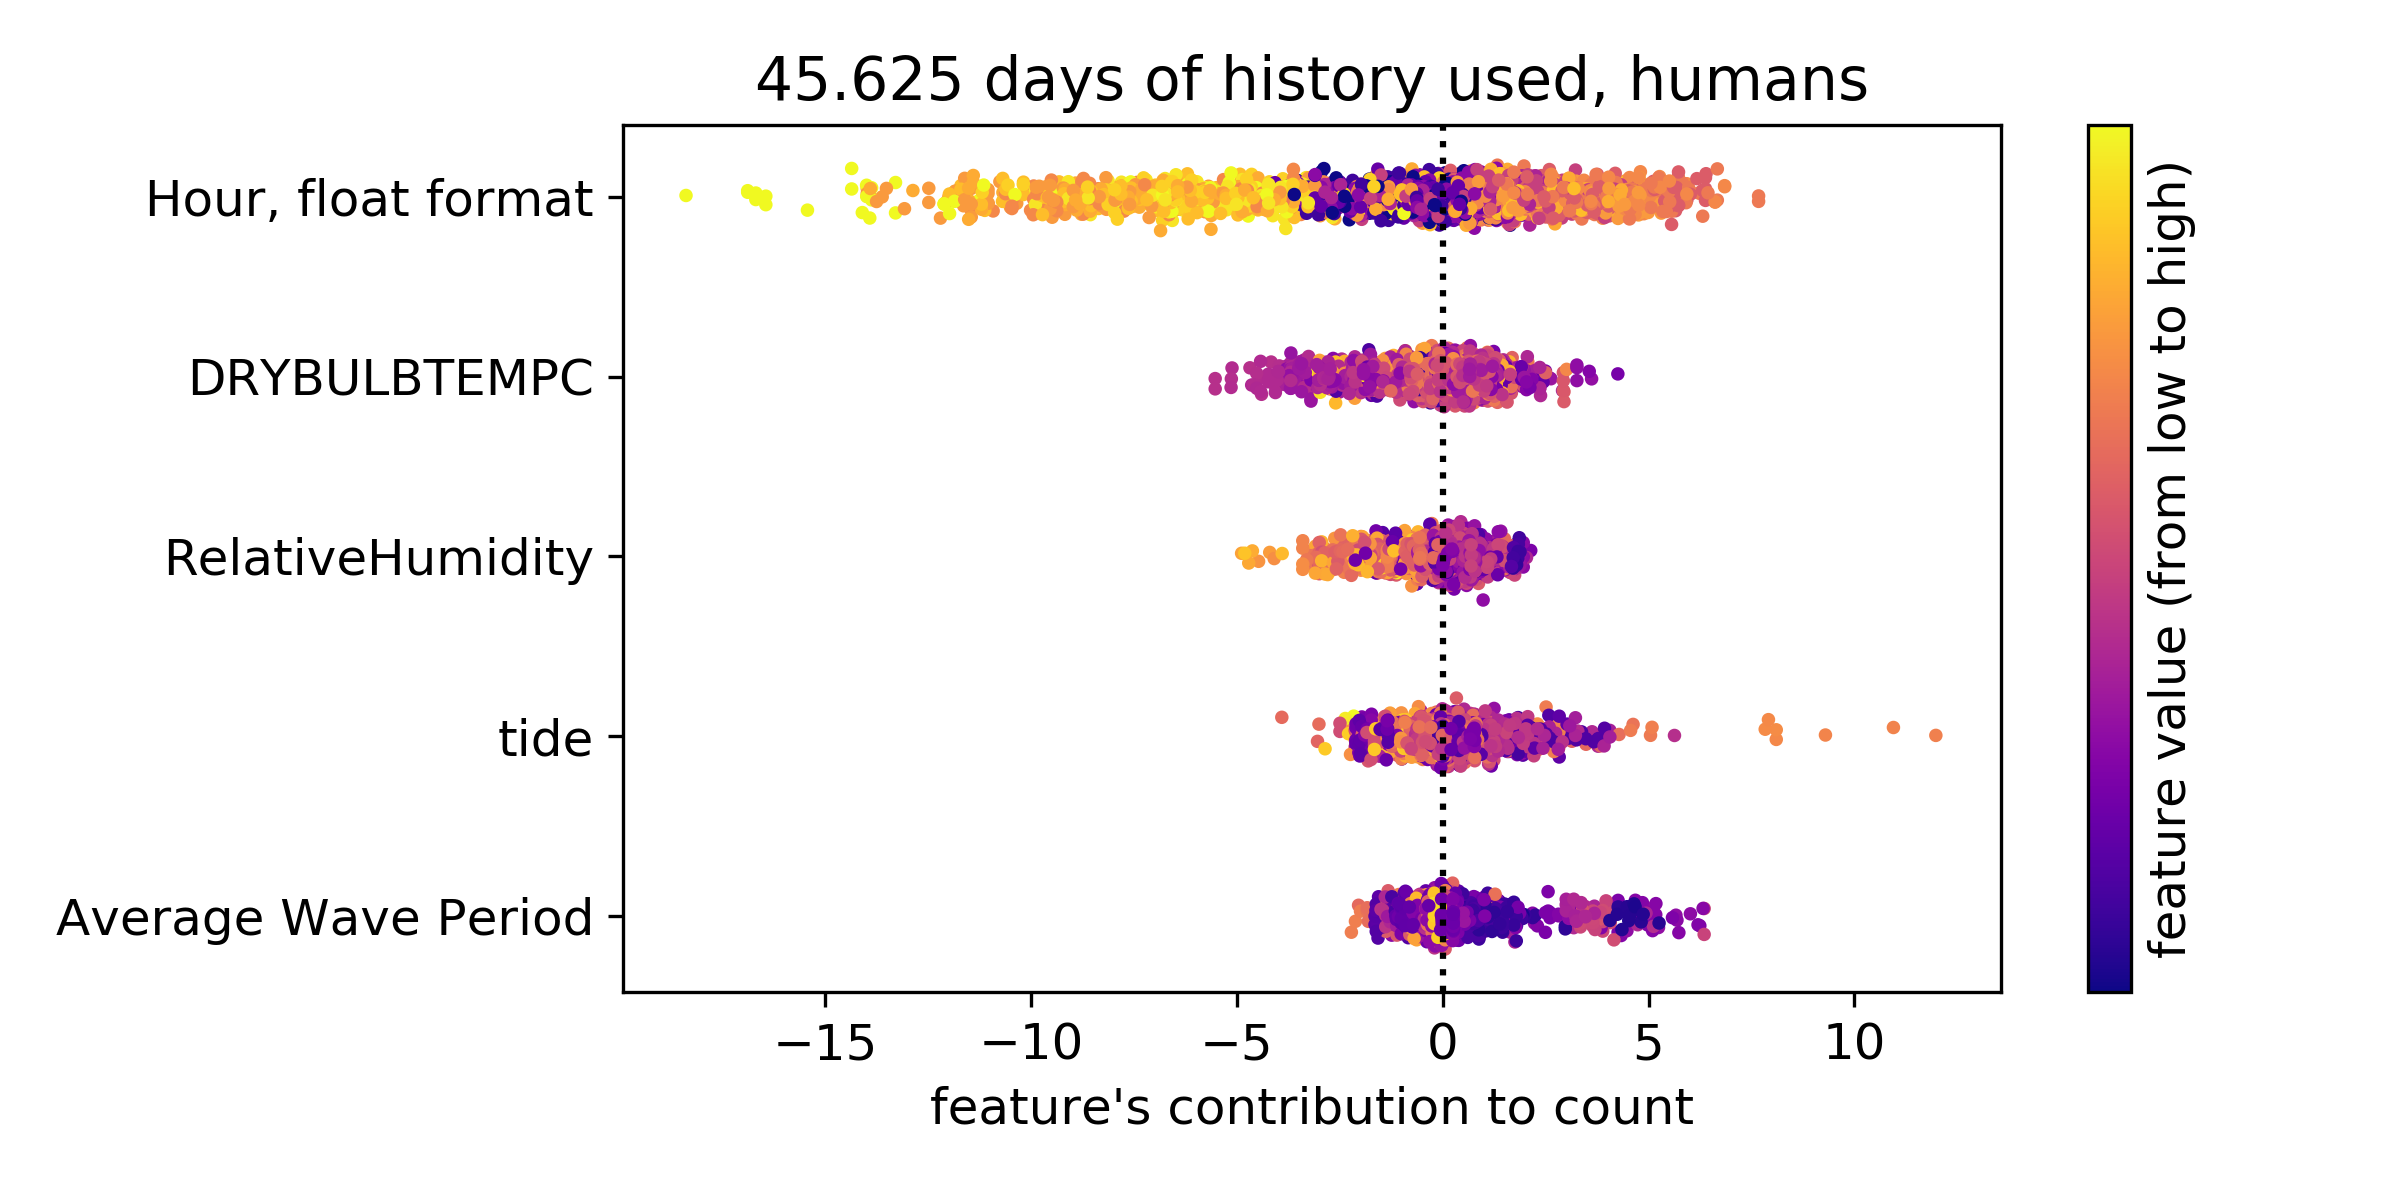 45.625 days of history used, humans
Hour, float format
DRYBULBTEMPC
RelativeHumidity
tide
Average Wave Period
−15
−10
−5
0
5
10
feature's contribution to count
feature value (from low to high)